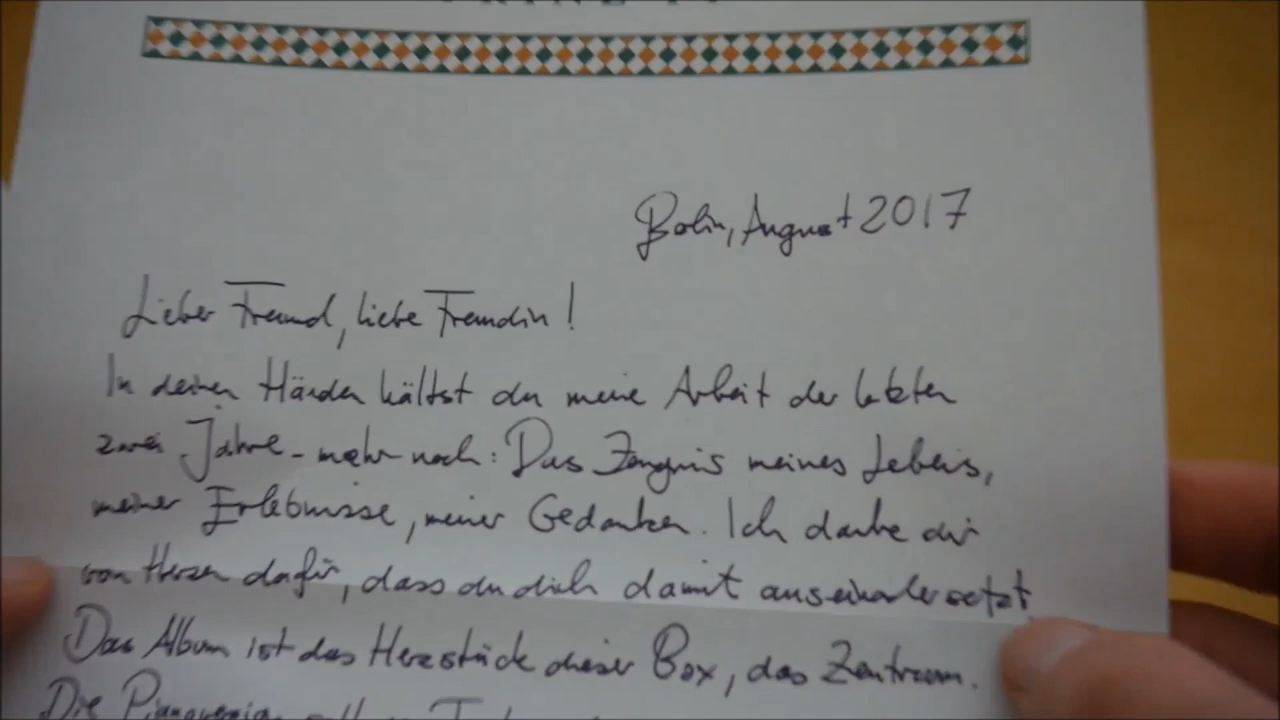 Berlin, August 2017
Lieber Freund, liebe Freundin!
In deinen Händen hältst du meine Arbeit der letzten
zwei Jahre - mehr noch: Das Zeugnis meines Lebens,
meiner Erlebnisse, meiner Gedanken. Ich danke dir
von Herzen dafür, dass du dich damit auseinandersetzt.
Das Album ist das Herzstück dieser Box, das Zentrum.
Die